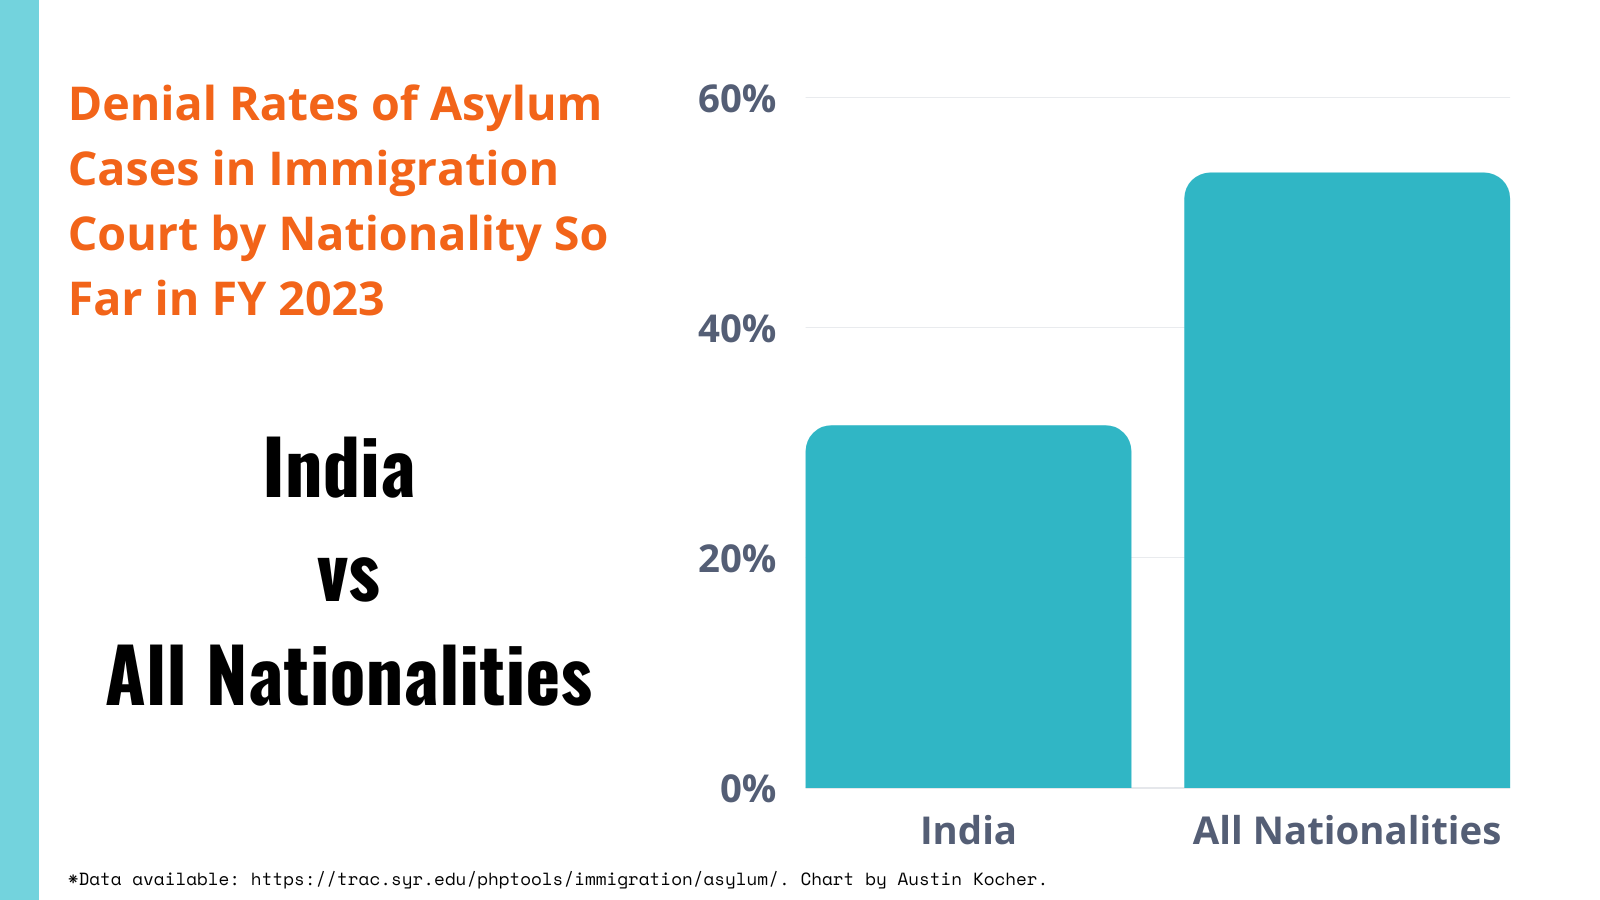 Denial Rates of Asylum
Cases in Immigration
Court by Nationality So
Far in FY 2023
India
vs
All Nationalities
60%
40%
20%
0%
India
All Nationalities
*Data available: https://trac.syr.edu/phptools/immigration/asylum/. Chart by Austin Kocher.